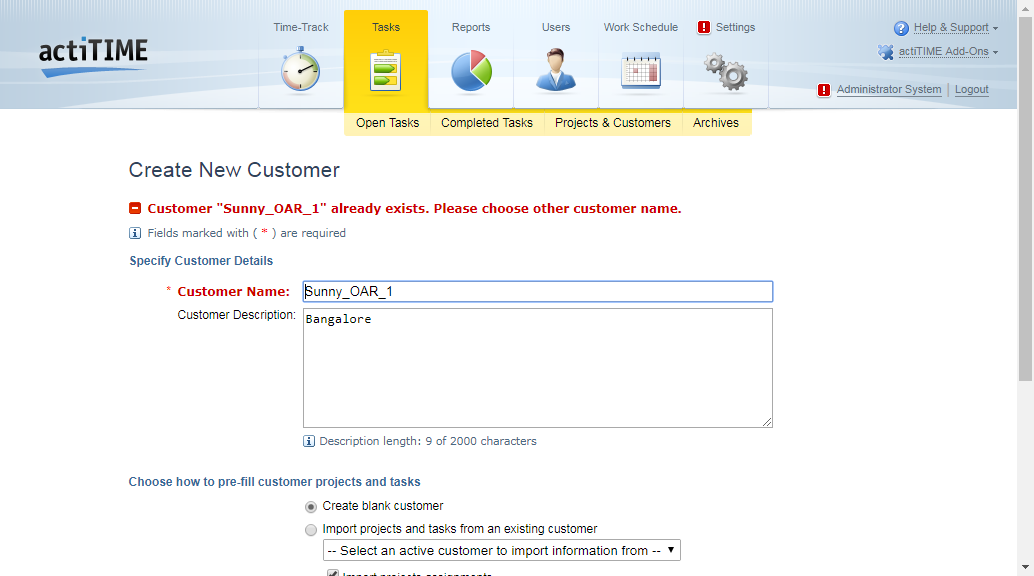 actiTIME
Time-Track
Tasks
Reports
Users
Work Schedule
! Settings
? Help & Support
actiTIME Add-Ons
! Administrator System | Logout
Open Tasks
Completed Tasks
Projects & Customers
Archives
Create New Customer
Customer "Sunny_OAR_1" already exists. Please choose other customer name.
i Fields marked with ( * ) are required
Specify Customer Details
* Customer Name: Sunny_OAR_1
Customer Description: Bangalore
i Description length: 9 of 2000 characters
Choose how to pre-fill customer projects and tasks
Create blank customer
Import projects and tasks from an existing customer
-- Select an active customer to import information from --
Import projects assignments